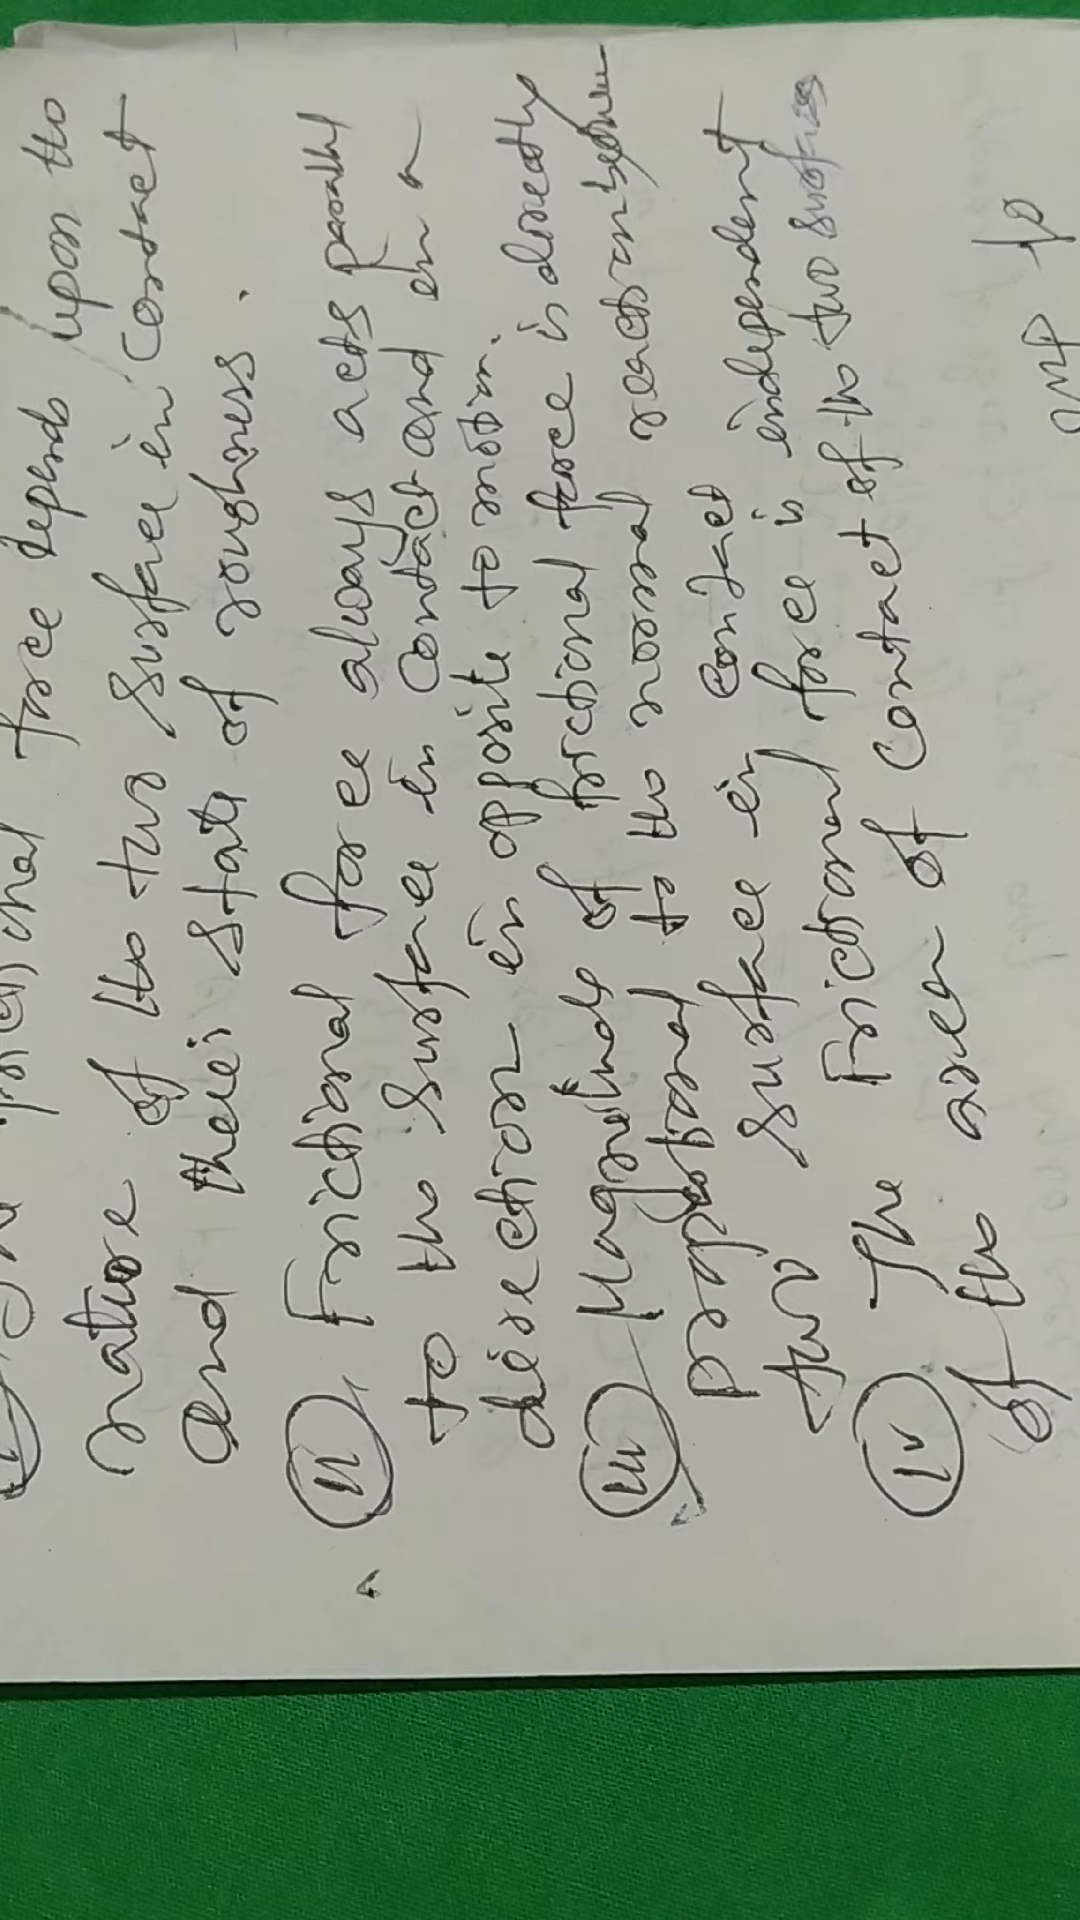 (i) The frictional force depends upon the
nature of the two surface in contact
and their state of roughness.
(ii) Frictional force always acts parallel
to the surface in contact and in a
direction in opposite to motion.
(iii) Magnitude of frictional force is directly
proportional to the normal reaction between
two surface in contact
(iv) The Frictional force is independent
of the area of contact of the two surfaces